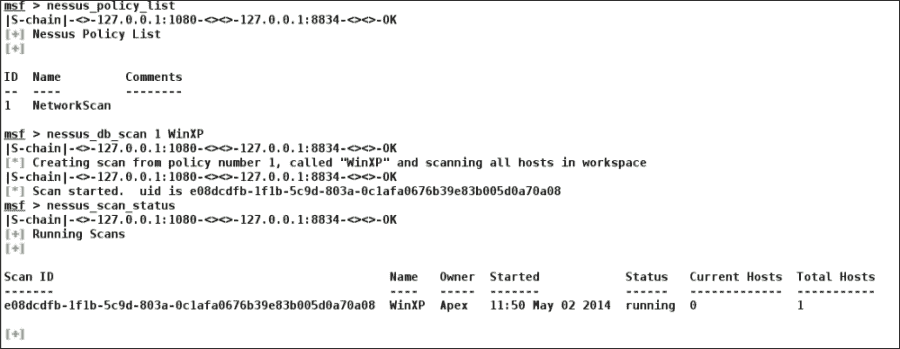 msf > nessus_policy_list
|S-chain|-<>-127.0.0.1:1080-<><>-127.0.0.1:8834-<><>-OK
[+] Nessus Policy List
[+]
ID Name Comments
-- ---- --------
1 NetworkScan
msf > nessus_db_scan 1 WinXP
|S-chain|-<>-127.0.0.1:1080-<><>-127.0.0.1:8834-<><>-OK
[*] Creating scan from policy number 1, called "WinXP" and scanning all hosts in workspace
|S-chain|-<>-127.0.0.1:1080-<><>-127.0.0.1:8834-<><>-OK
[*] Scan started. uid is e08dcdfb-1f1b-5c9d-803a-0c1afa0676b39e83b005d0a70a08
msf > nessus_scan_status
|S-chain|-<>-127.0.0.1:1080-<><>-127.0.0.1:8834-<><>-OK
[+] Running Scans
[+]
Scan ID Name Owner Started Status Current Hosts Total Hosts
------- ---- ----- ------- ------ ------------- -----------
e08dcdfb-1f1b-5c9d-803a-0c1afa0676b39e83b005d0a70a08 WinXP Apex 11:50 May 02 2014 running 0 1
[+]